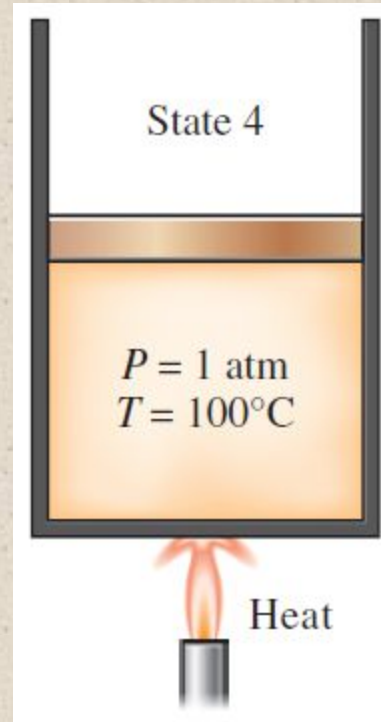 State 4
P = 1 atm
T = 100°C
Heat